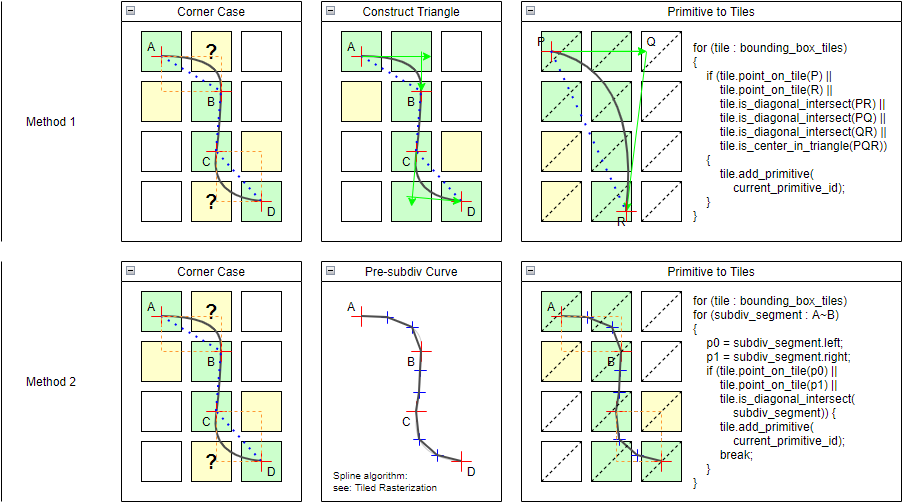 Method 1
Corner Case
A
?
B
C
?
D
Construct Triangle
A
B
C
D
Primitive to Tiles
P
Q
R
for (tile : bounding_box_tiles)
{
if (tile.point_on_tile(P) ||
tile.point_on_tile(R) ||
tile.is_diagonal_intersect(PR) ||
tile.is_diagonal_intersect(PQ) ||
tile.is_diagonal_intersect(QR) ||
tile.is_center_in_triangle(PQR))
{
tile.add_primitive(
current_primitive_id);
}
}
Method 2
Corner Case
A
?
B
C
?
D
Pre-subdiv Curve
A
B
C
D
Spline algorithm:
see: Tiled Rasterization
Primitive to Tiles
A
B
for (tile : bounding_box_tiles)
for (subdiv_segment : A~B)
{
p0 = subdiv_segment.left;
p1 = subdiv_segment.right;
if (tile.point_on_tile(p0) ||
tile.point_on_tile(p1) ||
tile.is_diagonal_intersect(
subdiv_segment)) {
tile.add_primitive(
current_primitive_id);
break;
}
}
C
D